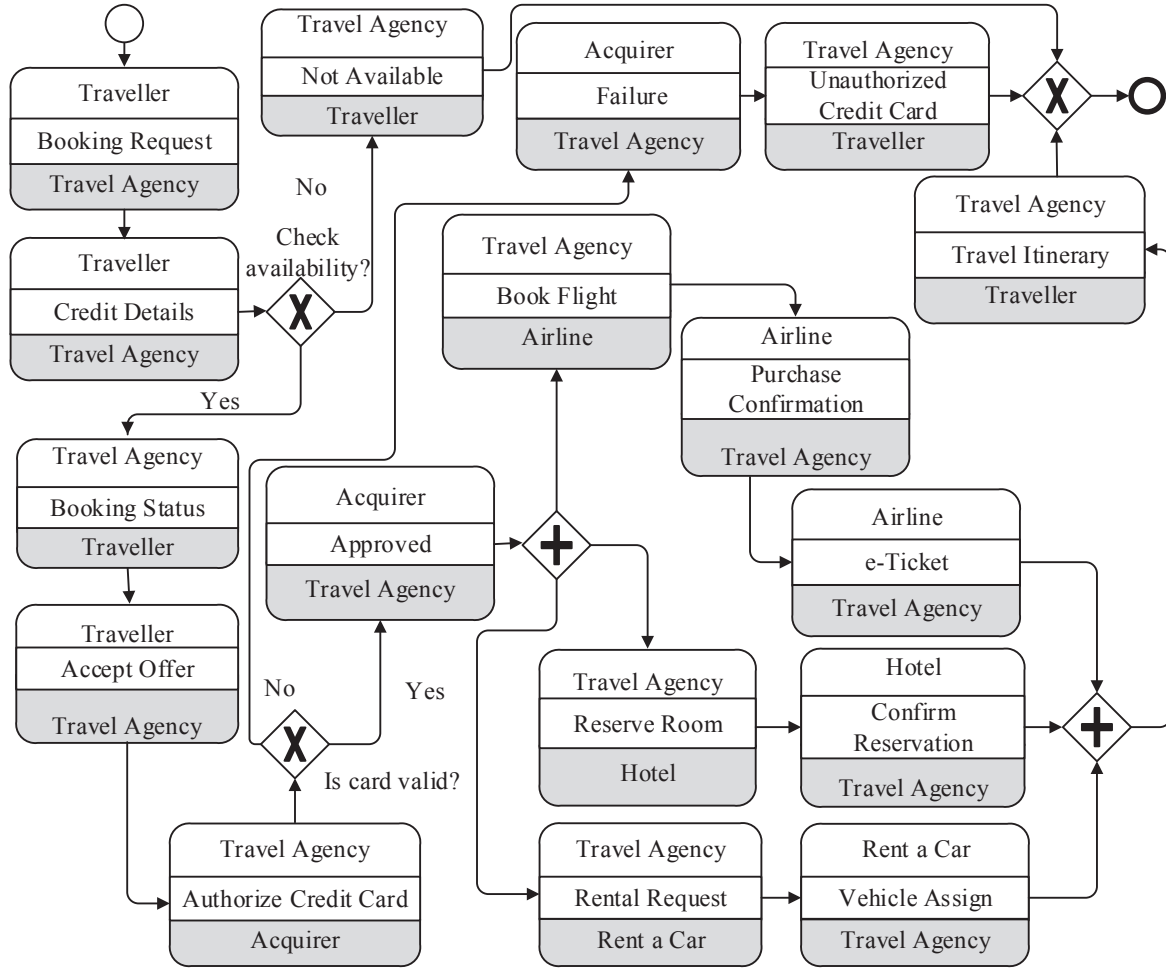 Traveller
Booking Request
Travel Agency
Traveller
Credit Details
Travel Agency
Check
availability?
No
Yes
Travel Agency
Not Available
Traveller
Acquirer
Failure
Travel Agency
Travel Agency
Unauthorized
Credit Card
Traveller
Travel Agency
Travel Itinerary
Traveller
Travel Agency
Booking Status
Traveller
Traveller
Accept Offer
Travel Agency
Travel Agency
Authorize Credit Card
Acquirer
No
Yes
Is card valid?
Acquirer
Approved
Travel Agency
Travel Agency
Book Flight
Airline
Airline
Purchase
Confirmation
Travel Agency
Airline
e-Ticket
Travel Agency
Travel Agency
Reserve Room
Hotel
Hotel
Confirm
Reservation
Travel Agency
Travel Agency
Rental Request
Rent a Car
Rent a Car
Vehicle Assign
Travel Agency